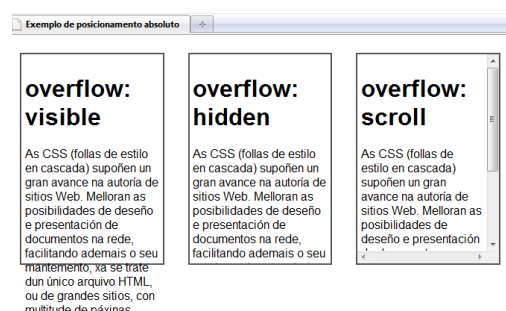 Exemplo de posicionamento absoluto
overflow:
visible
As CSS (follas de estilo
en cascada) supoñen un
gran avance na autoría de
sitios Web. Melloran as
posibilidades de deseño
e presentación de
documentos na rede,
facilitando ademais o seu
mantemento, xa se trate
dun único arquivo HTML,
ou de grandes sitios, con
multitude de páxinas
overflow:
hidden
As CSS (follas de estilo
en cascada) supoñen un
gran avance na autoría de
sitios Web. Melloran as
posibilidades de deseño
e presentación de
documentos na rede,
facilitando ademais o seu
overflow:
scroll
As CSS (follas de estilo
en cascada)
supoñen un gran
avance na autoría de
sitios Web. Melloran as
posibilidades de
deseño e presentación